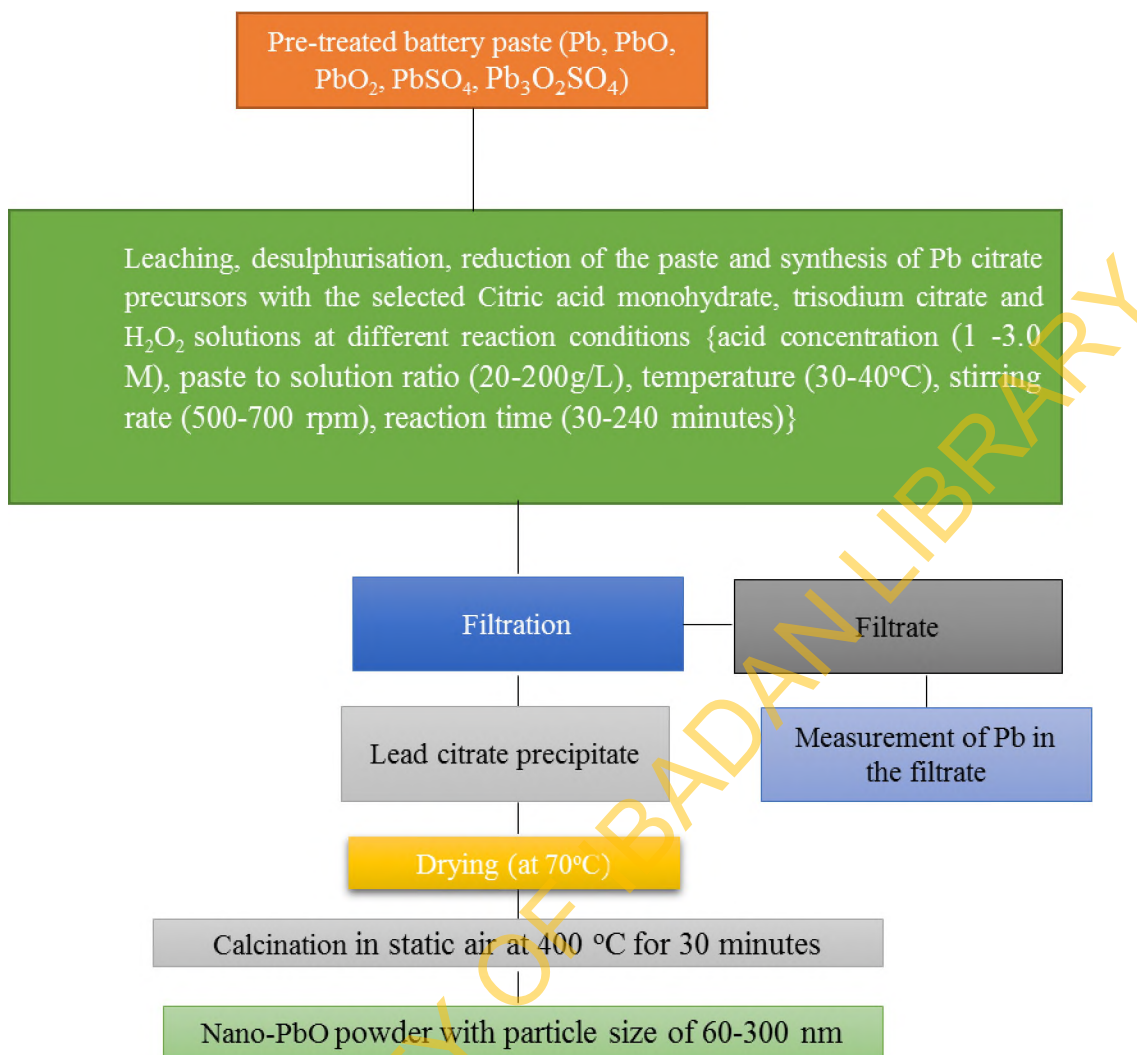 Pre-treated battery paste (Pb, PbO,
PbO₂, PbSO₄, Pb₃O₂SO₄)
Leaching, desulphurisation, reduction of the paste and synthesis of Pb citrate
precursors with the selected Citric acid monohydrate, trisodium citrate and
H₂O₂ solutions at different reaction conditions {acid concentration (1 -3.0
M), paste to solution ratio (20-200g/L), temperature (30-40°C), stirring
rate (500-700 rpm), reaction time (30-240 minutes)}
Filtration
Filtrate
Lead citrate precipitate
Measurement of Pb in
the filtrate
Drying (at 70°C)
Calcination in static air at 400 °C for 30 minutes
Nano-PbO powder with particle size of 60-300 nm
OF IBADAN LIBRARY